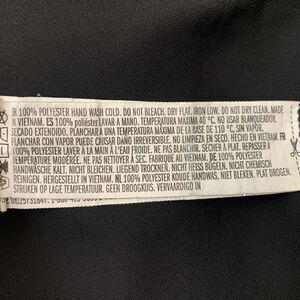 EN 100% POLYESTER HAND WASH COLD. DO NOT BLEACH. DRY FLAT. IRON LOW. DO NOT DRY CLEAN. MADE
IN VIETNAM. ES 100% poliéster LAVAR A MANO. TEMPERATURA MÁXIMA 40 °C. NO USAR BLANQUEADOR.
SECADO EXTENDIDO. PLANCHAR A UNA TEMPERATURA MÁXIMA DE LA BASE DE 110 °C, SIN VAPOR.
PLANCHAR CON VAPOR PUEDE DAÑAR IRREVERSIBLE. NO LIMPIEZA EN SECO. HECHO EN VIETNAM. FR
100% POLYESTER LAVER À LA MAIN À L'EAU FROIDE. NE PAS BLANCHIR. SÉCHER À PLAT. REPASSER À
TEMPÉRATURE MODÉRÉE. NE PAS NETTOYER À SEC. FABRIQUÉ AU VIETNAM. DE 100% POLYESTER
HANDWÄSCHE KALT. NICHT BLEICHEN. LIEGEND TROCKNEN. NICHT HEISS BÜGELN. NICHT CHEMISCH
REINIGEN. HERGESTELLT IN VIETNAM. NL 100% POLYESTER KOUDE HANDWAS. NIET BLEKEN. PLAT DROGEN.
STRIJKEN OP LAGE TEMPERATUUR. GEEN DROOGKUIS. VERVAARDIGD IN